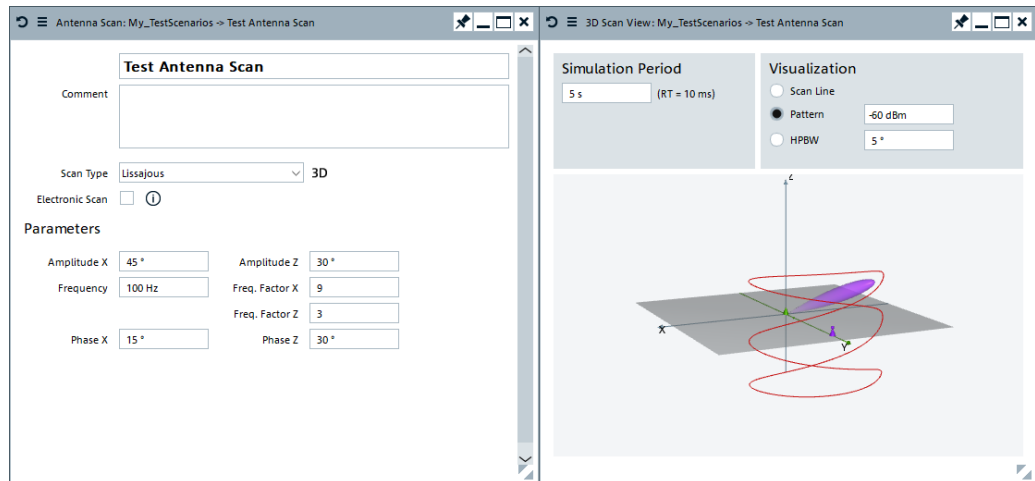 Antenna Scan: My_TestScenarios -> Test Antenna Scan
Test Antenna Scan
Comment
Scan Type Lissajous 3D
Electronic Scan
Parameters
Amplitude X 45 ° Amplitude Z 30 °
Frequency 100 Hz Freq. Factor X 9
Freq. Factor Z 3
Phase X 15 ° Phase Z 30 °
3D Scan View: My_TestScenarios -> Test Antenna Scan
Simulation Period
5 s (RT = 10 ms)
Visualization
Scan Line
Pattern -60 dBm
HPBW 5 °
Z
X
Y